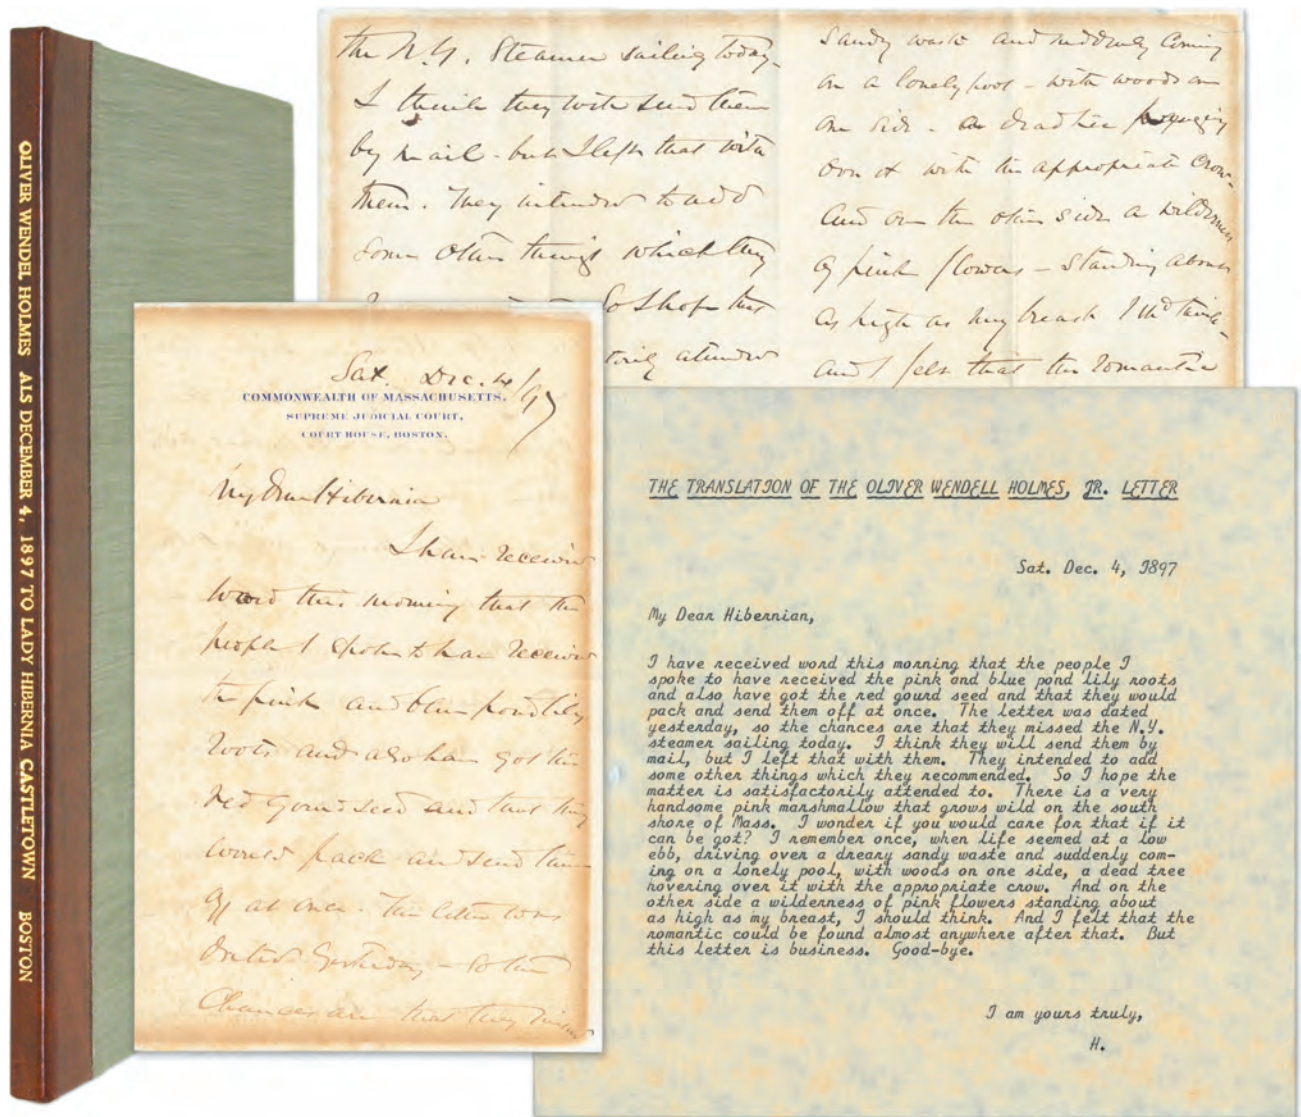 OLIVER WENDEL HOLMES ALS DECEMBER 4, 1897 TO LADY HIBERNIA CASTLETOWN BOSTON
the N.Y. Steamer sailing today.
I think they will send them
by mail - but I left that with
them. They intended to add
some other things which they
So I hope this
attended
Sandy waste and suddenly coming
on a lonely pool - with woods on
one side - a dead tree
over it with the appropriate crow -
And on the other side a wilderness
of pink flowers - standing about
as high as my breast I shd think -
and I felt that the romantic
Sat. Dec. 4/97
COMMONWEALTH OF MASSACHUSETTS,
SUPREME JUDICIAL COURT,
COURT HOUSE, BOSTON.
My dear Hibernia
I have received
word this morning that the
people I spoke to have received
the pink and blue pond lily
roots and also have got the
red gourd seed and that they
would pack and send them
off at once - The letter was
dated yesterday - so the
chances are that they missed
THE TRANSLATION OF THE OLIVER WENDELL HOLMES, JR. LETTER
Sat. Dec. 4, 1897
My Dear Hibernian,
I have received word this morning that the people I
spoke to have received the pink and blue pond lily roots
and also have got the red gourd seed and that they would
pack and send them off at once. The letter was dated
yesterday, so the chances are that they missed the N.Y.
steamer sailing today. I think they will send them by
mail, but I left that with them. They intended to add
some other things which they recommended. So I hope the
matter is satisfactorily attended to. There is a very
handsome pink marshmallow that grows wild on the south
shore of Mass. I wonder if you would care for that if it
can be got? I remember once, when life seemed at a low
ebb, driving over a dreary sandy waste and suddenly com-
ing on a lonely pool, with woods on one side, a dead tree
hovering over it with the appropriate crow. And on the
other side a wilderness of pink flowers standing about
as high as my breast, I should think. And I felt that the
romantic could be found almost anywhere after that. But
this letter is business. Good-bye.
I am yours truly,
H.